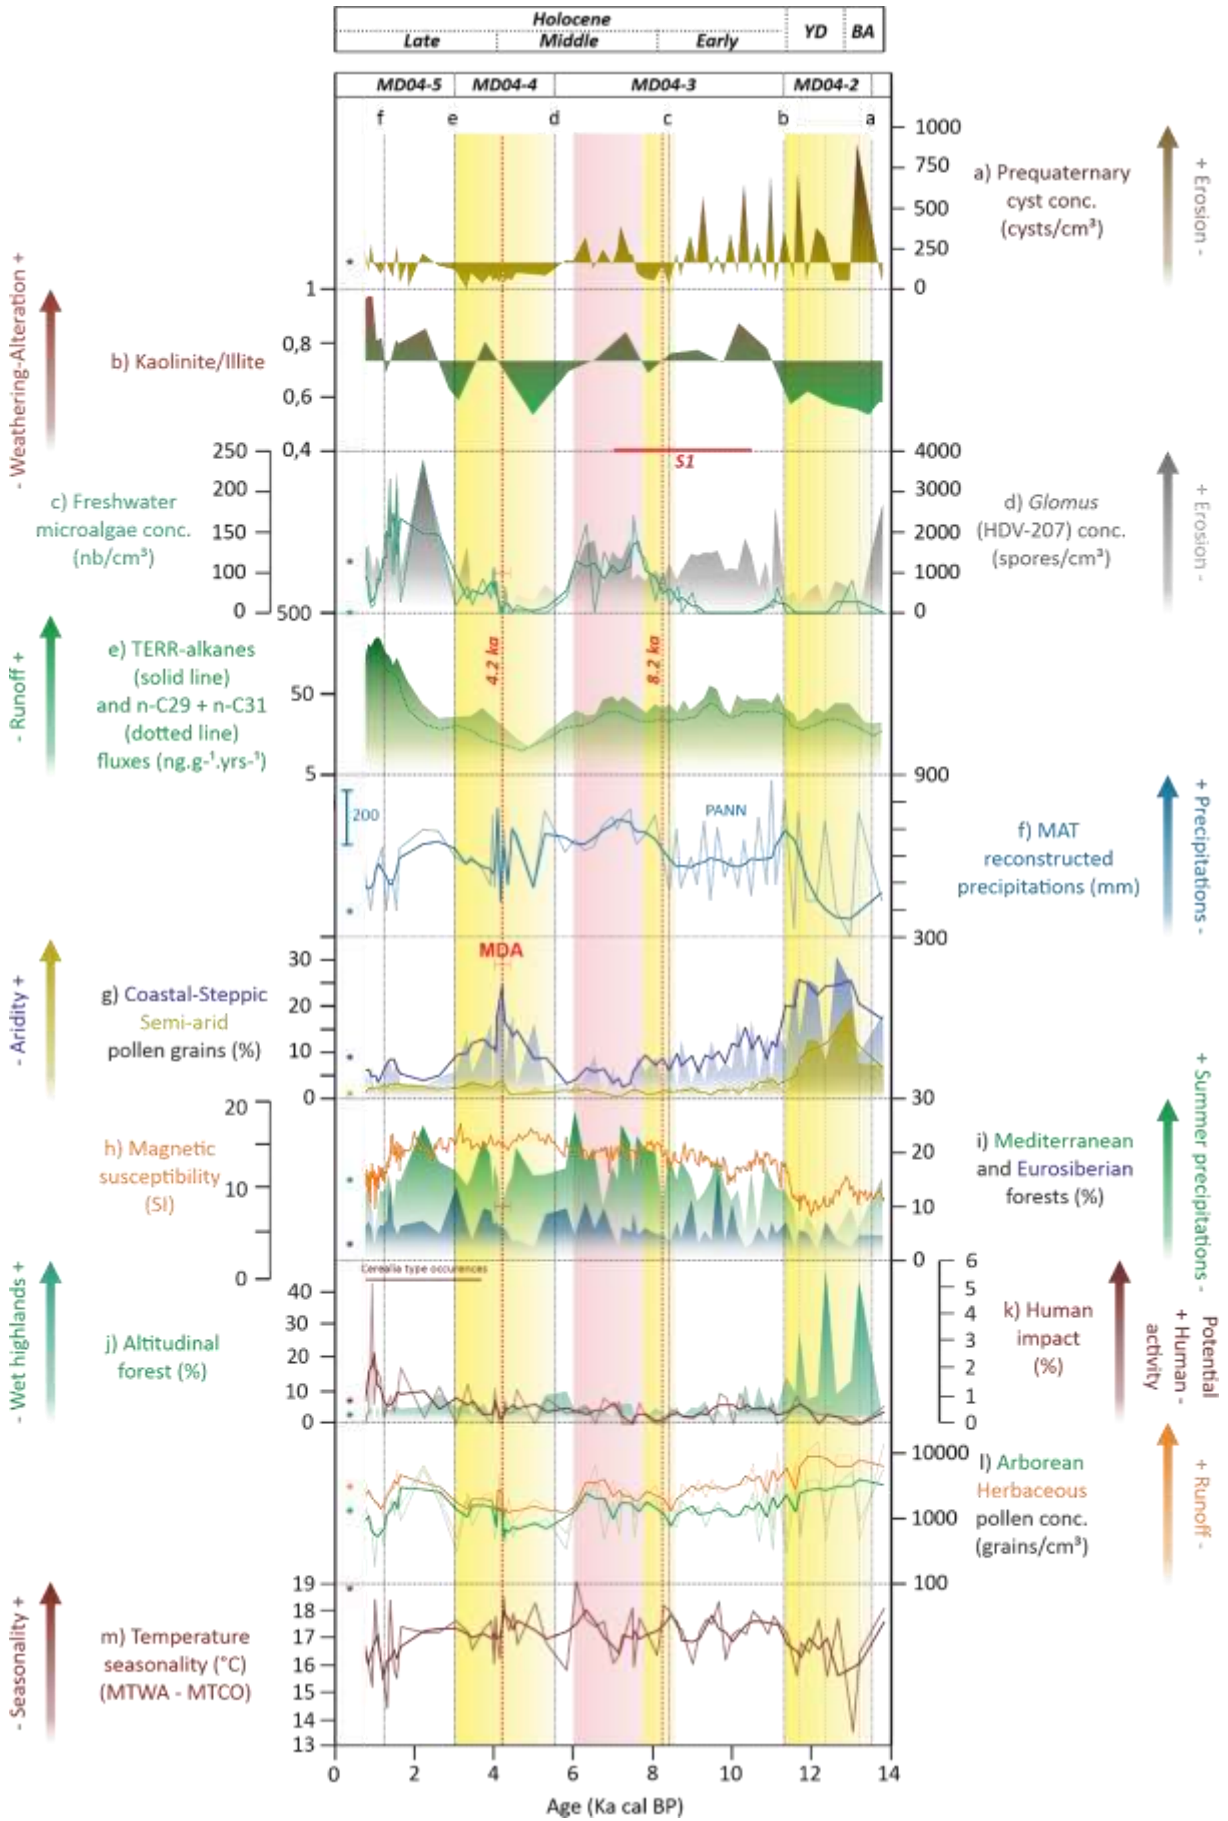 Holocene
Late
Middle
Early
YD
BA
MD04-5
MD04-4
MD04-3
MD04-2
f
e
d
c
b
a
1000
750
500
250
0
a) Prequaternary
cyst conc.
(cysts/cm³)
+ Erosion -
- Weathering-Alteration +
b) Kaolinite/Illite
1
0,8
0,6
0,4
S1
c) Freshwater
microalgae conc.
(nb/cm³)
250
200
150
100
0
4000
3000
2000
1000
0
d) Glomus
(HDV-207) conc.
(spores/cm³)
+ Erosion -
- Runoff +
e) TERR-alkanes
(solid line)
and n-C29 + n-C31
(dotted line)
fluxes (ng.g-¹.yrs-¹)
500
50
5
4.2 ka
8.2 ka
200
PANN
900
300
f) MAT
reconstructed
precipitations (mm)
+ Precipitations -
- Aridity +
g) Coastal-Steppic
Semi-arid
pollen grains (%)
30
20
10
0
MDA
h) Magnetic
susceptibility
(SI)
20
10
0
30
20
10
0
i) Mediterranean
and Eurosiberian
forests (%)
+ Summer precipitations -
- Wet highlands +
j) Altitudinal
forest (%)
40
30
20
10
0
Cerealia type occurences
6
5
4
3
2
1
0
k) Human
impact
(%)
Potential
+ Human -
activity
10000
1000
100
l) Arborean
Herbaceous
pollen conc.
(grains/cm³)
+ Runoff -
- Seasonality +
m) Temperature
seasonality (°C)
(MTWA - MTCO)
19
18
17
16
15
14
13
0
2
4
6
8
10
12
14
Age (Ka cal BP)